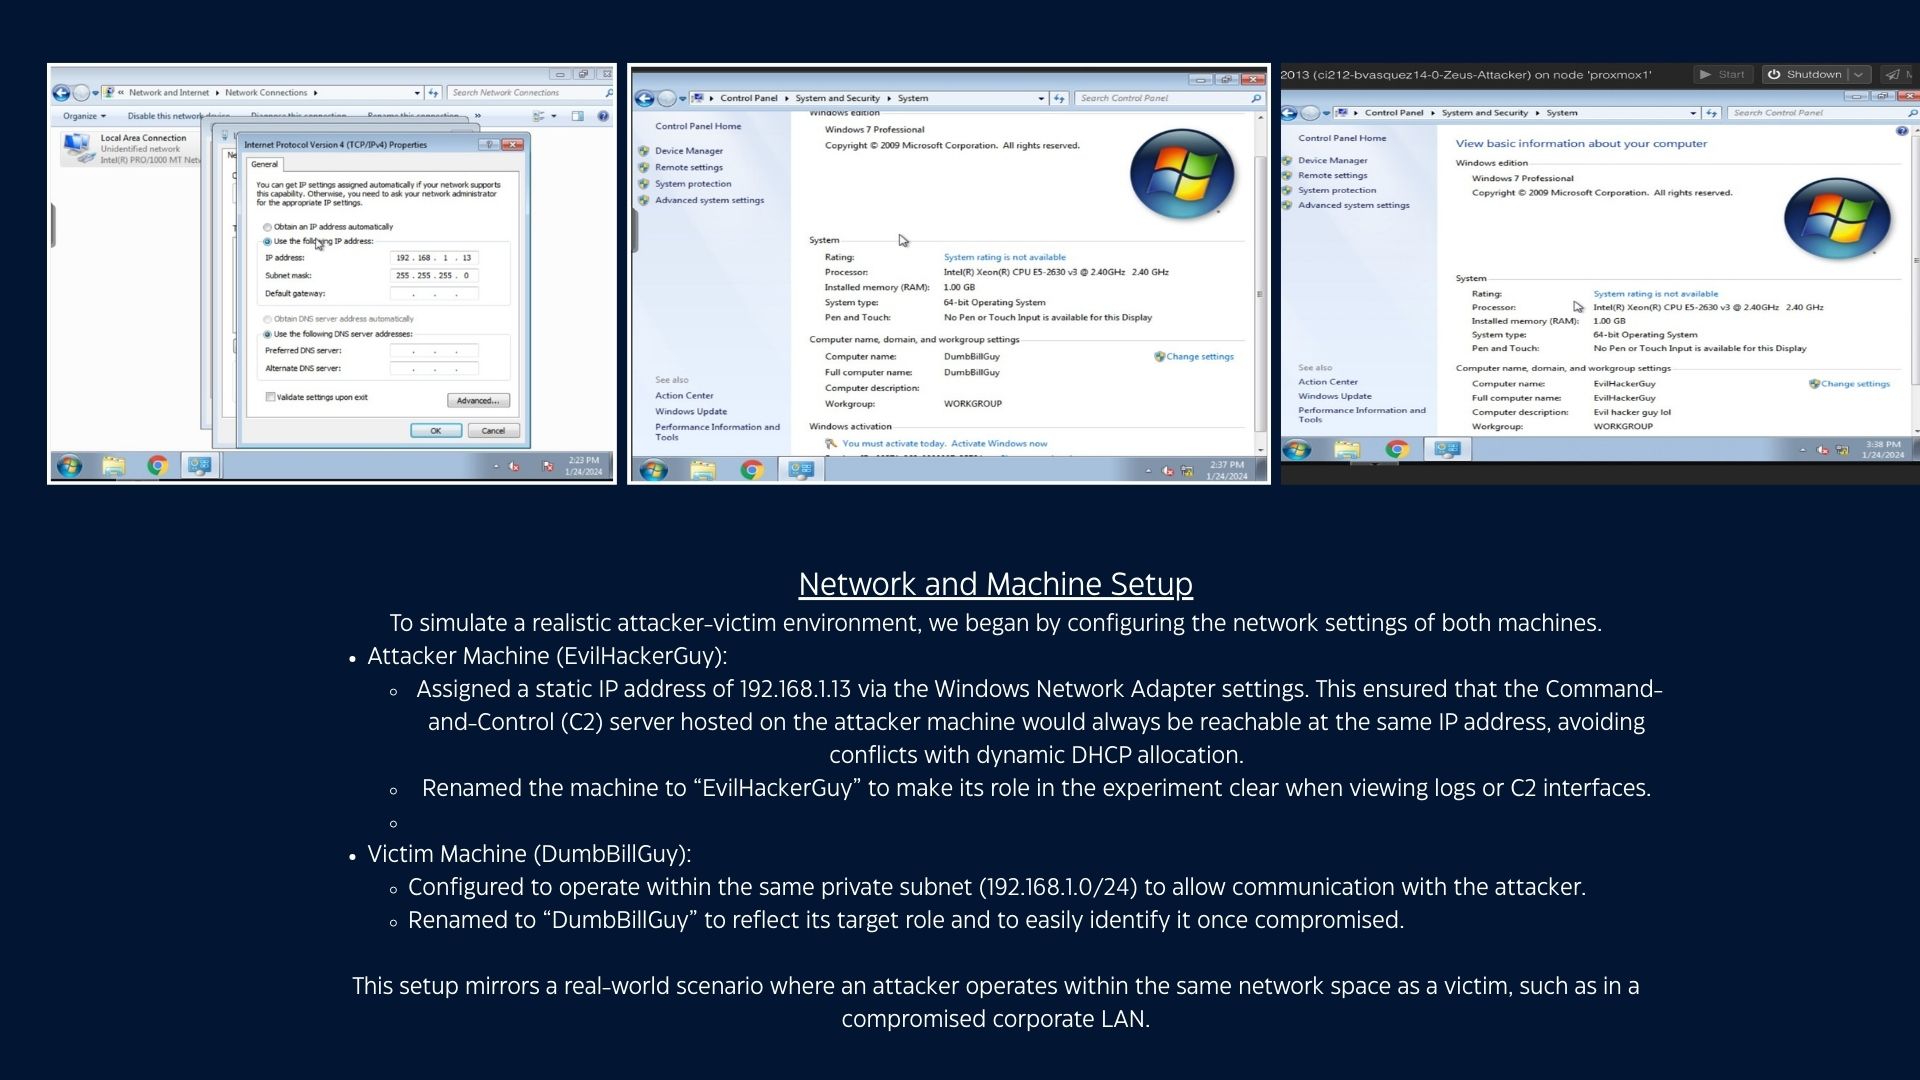 Network and Internet ▸ Network Connections ▸
Search Network Connections
Organize
Disable this network device
Diagnose this connection
Rename this connection
»
Local Area Connection
Unidentified network
Intel(R) PRO/1000 MT Netw
Internet Protocol Version 4 (TCP/IPv4) Properties
General
You can get IP settings assigned automatically if your network supports
this capability. Otherwise, you need to ask your network administrator
for the appropriate IP settings.
Obtain an IP address automatically
Use the following IP address:
IP address: 192 . 168 . 1 . 13
Subnet mask: 255 . 255 . 255 . 0
Default gateway: . . .
Obtain DNS server address automatically
Use the following DNS server addresses:
Preferred DNS server: . . .
Alternate DNS server: . . .
Validate settings upon exit
Advanced...
OK
Cancel
2:23 PM
1/24/2024
Control Panel ▸ System and Security ▸ System
Search Control Panel
Control Panel Home
Device Manager
Remote settings
System protection
Advanced system settings
See also
Action Center
Windows Update
Performance Information and
Tools
Windows edition
Windows 7 Professional
Copyright © 2009 Microsoft Corporation. All rights reserved.
System
Rating: System rating is not available
Processor: Intel(R) Xeon(R) CPU E5-2630 v3 @ 2.40GHz 2.40 GHz
Installed memory (RAM): 1.00 GB
System type: 64-bit Operating System
Pen and Touch: No Pen or Touch Input is available for this Display
Computer name, domain, and workgroup settings
Computer name: DumbBillGuy
Change settings
Full computer name: DumbBillGuy
Computer description:
Workgroup: WORKGROUP
Windows activation
You must activate today. Activate Windows now
2:37 PM
1/24/2024
2013 (ci212-bvasquez14-0-Zeus-Attacker) on node 'proxmox1'
Start
Shutdown
Control Panel ▸ System and Security ▸ System
Search Control Panel
Control Panel Home
Device Manager
Remote settings
System protection
Advanced system settings
See also
Action Center
Windows Update
Performance Information and
Tools
View basic information about your computer
Windows edition
Windows 7 Professional
Copyright © 2009 Microsoft Corporation. All rights reserved.
System
Rating: System rating is not available
Processor: Intel(R) Xeon(R) CPU E5-2630 v3 @ 2.40GHz 2.40 GHz
Installed memory (RAM): 1.00 GB
System type: 64-bit Operating System
Pen and Touch: No Pen or Touch Input is available for this Display
Computer name, domain, and workgroup settings
Computer name: EvilHackerGuy
Change settings
Full computer name: EvilHackerGuy
Computer description: Evil hacker guy lol
Workgroup: WORKGROUP
3:38 PM
1/24/2024
Network and Machine Setup
To simulate a realistic attacker-victim environment, we began by configuring the network settings of both machines.
• Attacker Machine (EvilHackerGuy):
◦ Assigned a static IP address of 192.168.1.13 via the Windows Network Adapter settings. This ensured that the Command-
and-Control (C2) server hosted on the attacker machine would always be reachable at the same IP address, avoiding
conflicts with dynamic DHCP allocation.
◦ Renamed the machine to “EvilHackerGuy” to make its role in the experiment clear when viewing logs or C2 interfaces.
◦
• Victim Machine (DumbBillGuy):
◦ Configured to operate within the same private subnet (192.168.1.0/24) to allow communication with the attacker.
◦ Renamed to “DumbBillGuy” to reflect its target role and to easily identify it once compromised.
This setup mirrors a real-world scenario where an attacker operates within the same network space as a victim, such as in a
compromised corporate LAN.